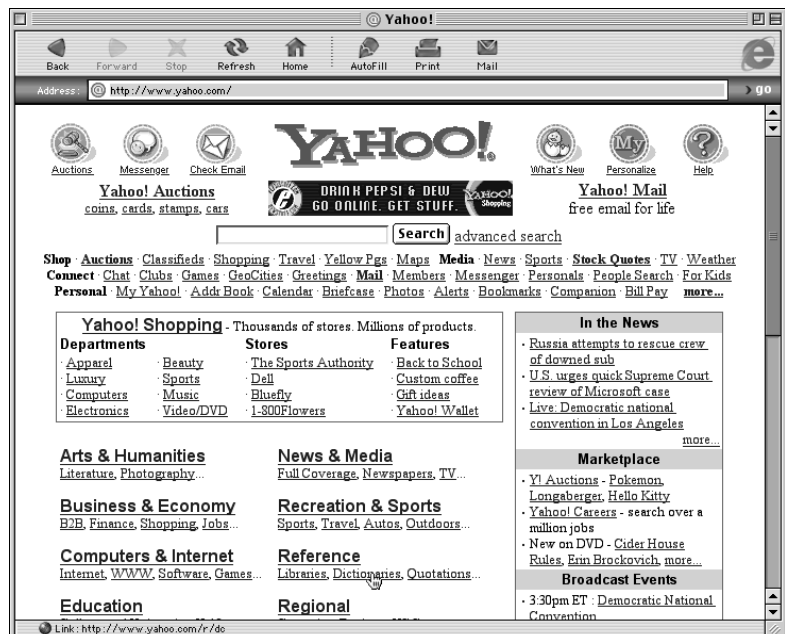 @ Yahoo!
Back Forward Stop Refresh Home AutoFill Print Mail
Address: @ http://www.yahoo.com/ go
YAHOO!
Auctions Messenger Check Email What's New Personalize Help
My
?
Yahoo! Auctions
coins, cards, stamps, cars
DRINK PEPSI & DEW
GO ONLINE. GET STUFF.
YAHOO!
Shopping
Yahoo! Mail
free email for life
Search advanced search
Shop · Auctions · Classifieds · Shopping · Travel · Yellow Pgs · Maps Media · News · Sports · Stock Quotes · TV · Weather
Connect · Chat · Clubs · Games · GeoCities · Greetings · Mail · Members · Messenger · Personals · People Search · For Kids
Personal · My Yahoo! · Addr Book · Calendar · Briefcase · Photos · Alerts · Bookmarks · Companion · Bill Pay more...
Yahoo! Shopping - Thousands of stores. Millions of products.
Departments Stores Features
· Apparel · Beauty · The Sports Authority · Back to School
· Luxury · Sports · Dell · Custom coffee
· Computers · Music · Bluefly · Gift ideas
· Electronics · Video/DVD · 1-800Flowers · Yahoo! Wallet
Arts & Humanities
Literature, Photography...
News & Media
Full Coverage, Newspapers, TV...
Business & Economy
B2B, Finance, Shopping, Jobs...
Recreation & Sports
Sports, Travel, Autos, Outdoors...
Computers & Internet
Internet, WWW, Software, Games...
Reference
Libraries, Dictionaries, Quotations...
Education
Regional
In the News
· Russia attempts to rescue crew
of downed sub
· U.S. urges quick Supreme Court
review of Microsoft case
· Live: Democratic national
convention in Los Angeles
more...
Marketplace
· Y! Auctions - Pokemon,
Longaberger, Hello Kitty
· Yahoo! Careers - search over a
million jobs
· New on DVD - Cider House
Rules, Erin Brockovich, more...
Broadcast Events
· 3:30pm ET : Democratic National
Convention
Link: http://www.yahoo.com/r/dc